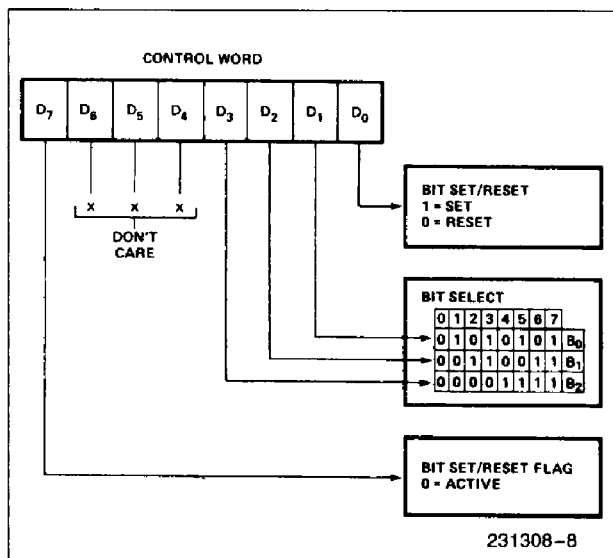 CONTROL WORD
D7 D6 D5 D4 D3 D2 D1 D0
X X X
DON'T
CARE
BIT SET/RESET
1 = SET
0 = RESET
BIT SELECT
0 1 2 3 4 5 6 7
0 1 0 1 0 1 0 1 B0
0 0 1 1 0 0 1 1 B1
0 0 0 0 1 1 1 1 B2
BIT SET/RESET FLAG
0 = ACTIVE
231308-8